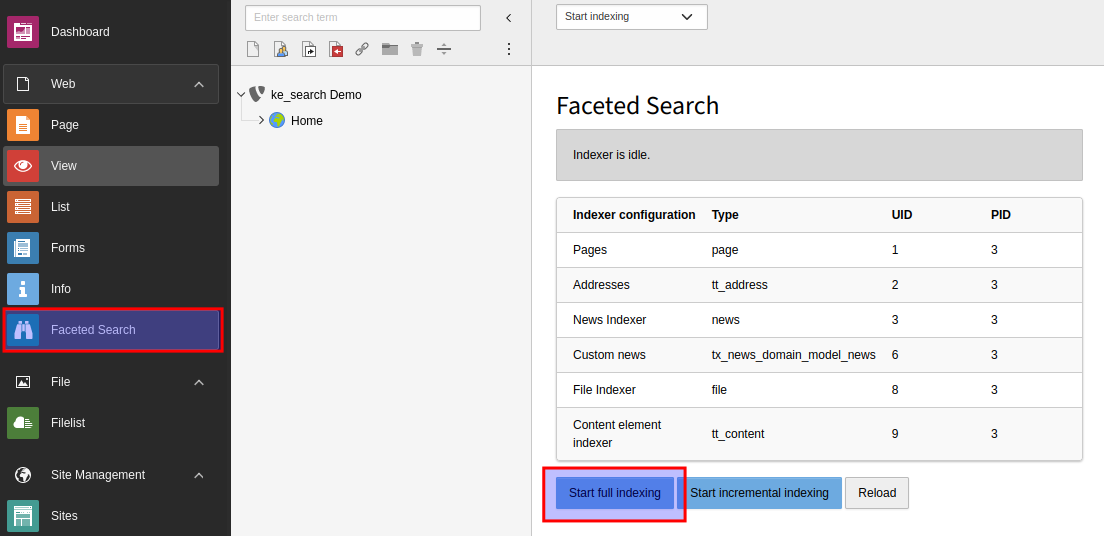 Dashboard
Web
Page
View
List
Forms
Info
Faceted Search
File
Filelist
Site Management
Sites
Enter search term
ke_search Demo
Home
Start indexing
Faceted Search
Indexer is idle.
Indexer configuration Type UID PID
Pages page 1 3
Addresses tt_address 2 3
News Indexer news 3 3
Custom news tx_news_domain_model_news 6 3
File Indexer file 8 3
Content element
indexer tt_content 9 3
Start full indexing Start incremental indexing Reload